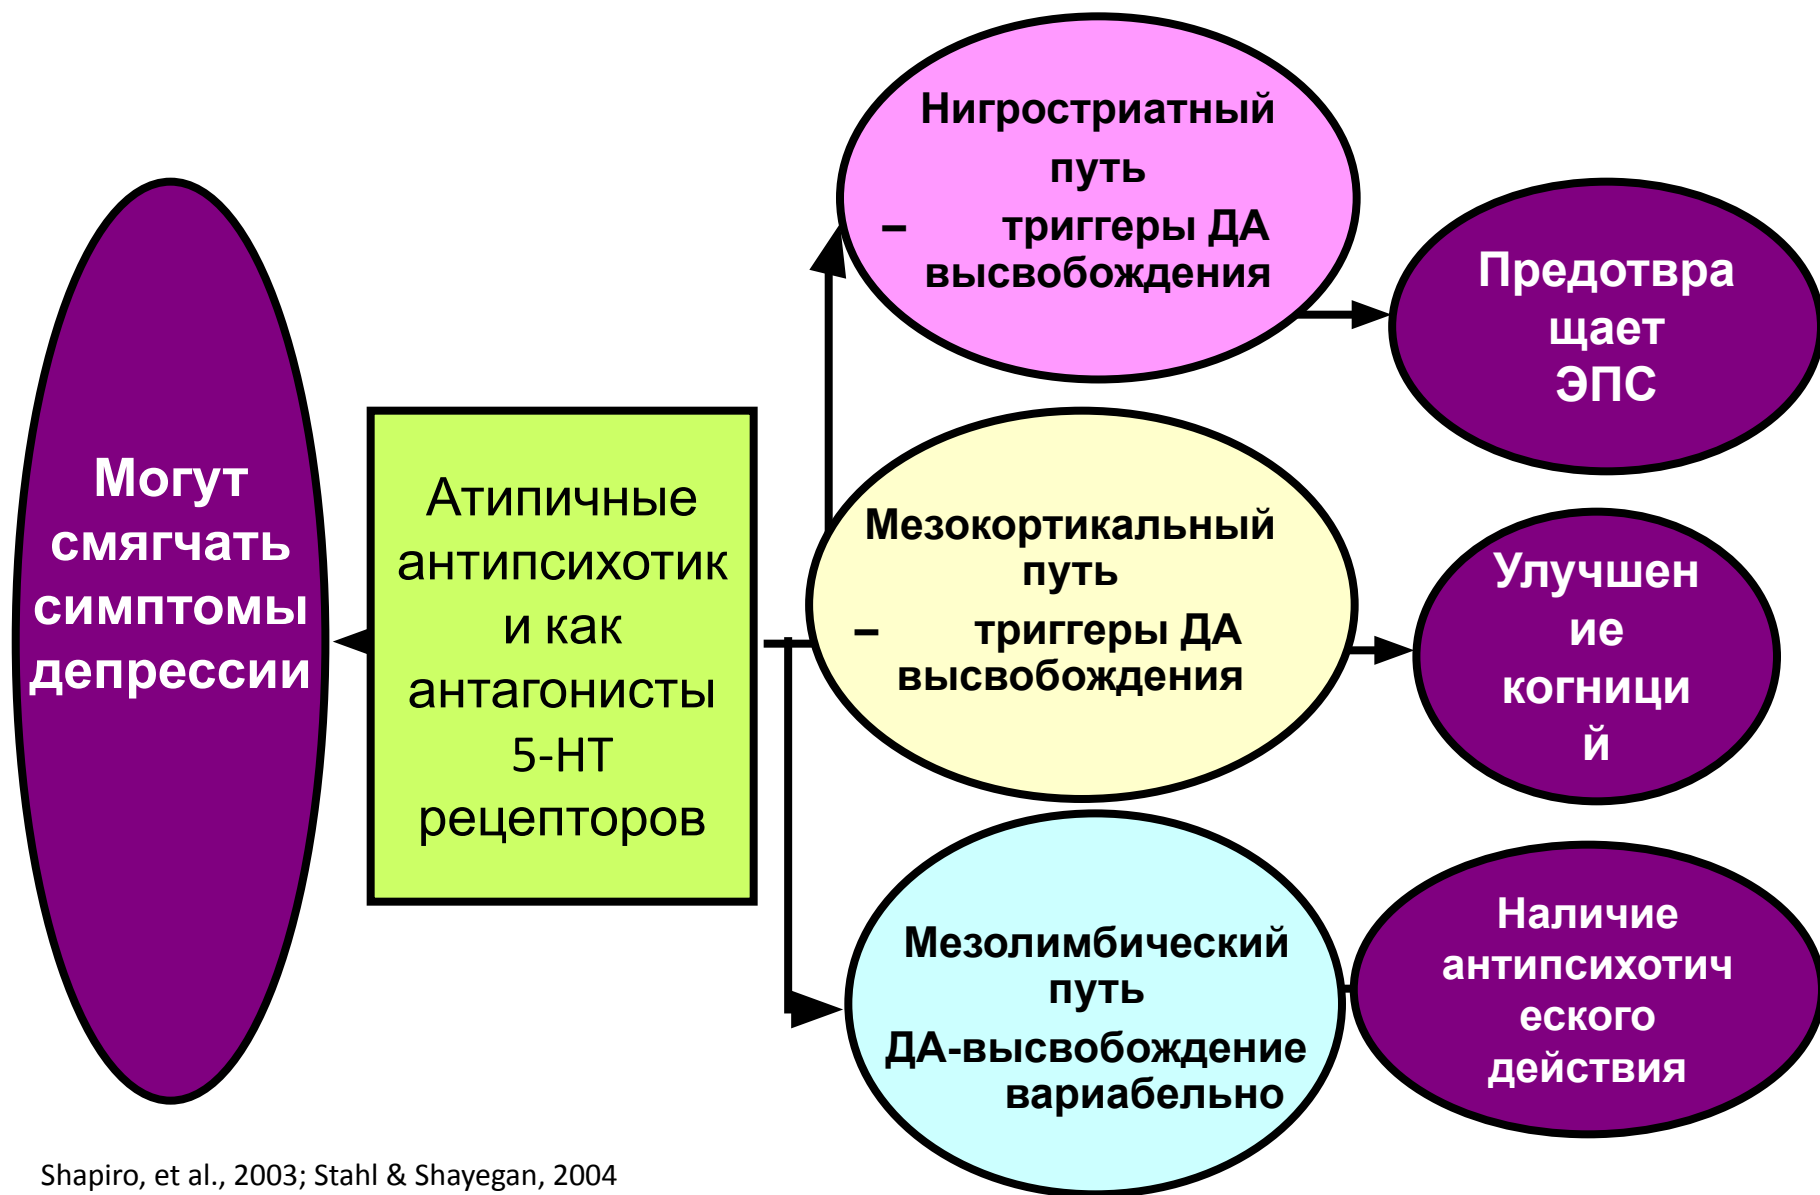 Могут
смягчать
симптомы
депрессии
Атипичные
антипсихотик
и как
антагонисты
5-НТ
рецепторов
Нигростриатный
путь
– триггеры ДА
высвобождения
Предотвра
щает
ЭПС
Мезокортикальный
путь
– триггеры ДА
высвобождения
Улучшен
ие
когници
й
Мезолимбический
путь
ДА-высвобождение
вариабельно
Наличие
антипсихотич
еского
действия
Shapiro, et al., 2003; Stahl & Shayegan, 2004